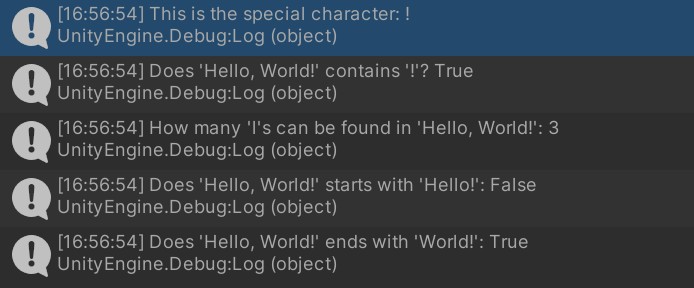 [16:56:54] This is the special character: !
UnityEngine.Debug:Log (object)
[16:56:54] Does 'Hello, World!' contains '!'? True
UnityEngine.Debug:Log (object)
[16:56:54] How many 'l's can be found in 'Hello, World!': 3
UnityEngine.Debug:Log (object)
[16:56:54] Does 'Hello, World!' starts with 'Hello!': False
UnityEngine.Debug:Log (object)
[16:56:54] Does 'Hello, World!' ends with 'World!': True
UnityEngine.Debug:Log (object)